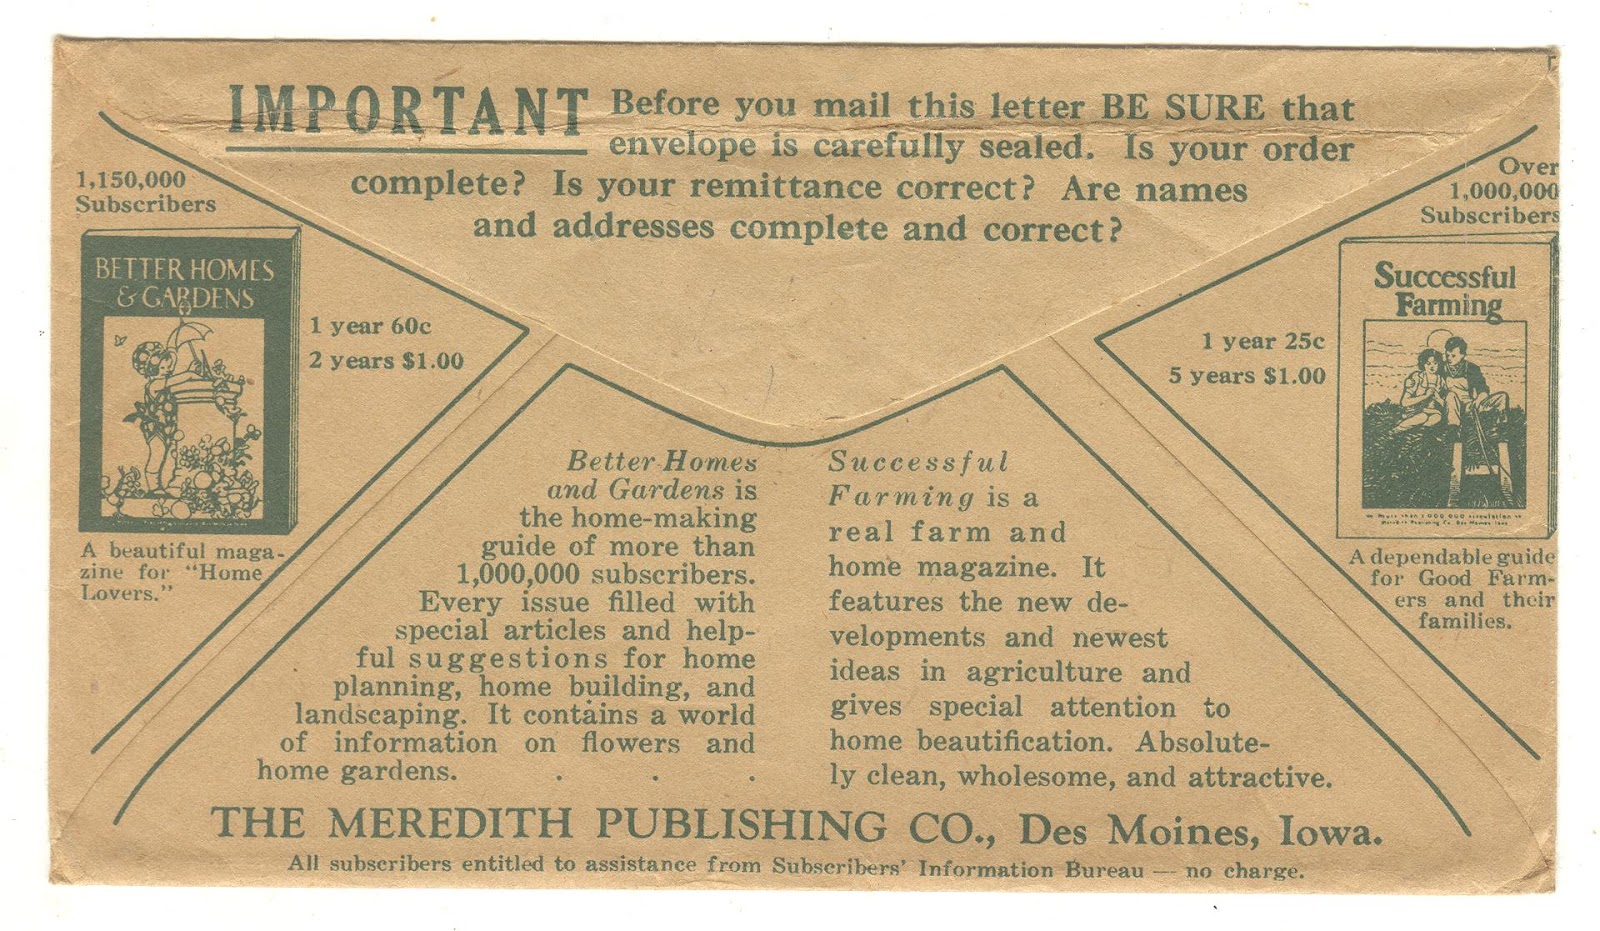 IMPORTANT Before you mail this letter BE SURE that
envelope is carefully sealed. Is your order
complete? Is your remittance correct? Are names
and addresses complete and correct?
1,150,000
Subscribers
BETTER HOMES
& GARDENS
1 year 60c
2 years $1.00
A beautiful maga-
zine for "Home
Lovers."
Over
1,000,000
Subscribers
Successful
Farming
1 year 25c
5 years $1.00
A dependable guide
for Good Farm-
ers and their
families.
Better Homes
and Gardens is
the home-making
guide of more than
1,000,000 subscribers.
Every issue filled with
special articles and help-
ful suggestions for home
planning, home building, and
landscaping. It contains a world
of information on flowers and
home gardens. . . .
Successful
Farming is a
real farm and
home magazine. It
features the new de-
velopments and newest
ideas in agriculture and
gives special attention to
home beautification. Absolute-
ly clean, wholesome, and attractive.
THE MEREDITH PUBLISHING CO., Des Moines, Iowa.
All subscribers entitled to assistance from Subscribers' Information Bureau — no charge.